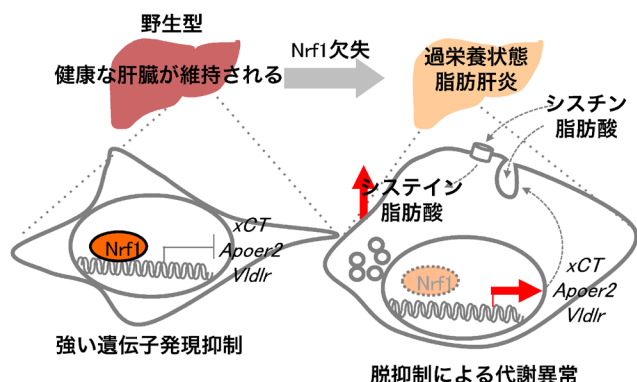 野生型
健康な肝臓が維持される
Nrf1欠失
過栄養状態
脂肪肝炎
シスチン
脂肪酸
システイン
脂肪酸
Nrf1
xCT
Apoer2
Vldlr
強い遺伝子発現抑制
Nrf1
xCT
Apoer2
Vldlr
脱抑制による代謝異常